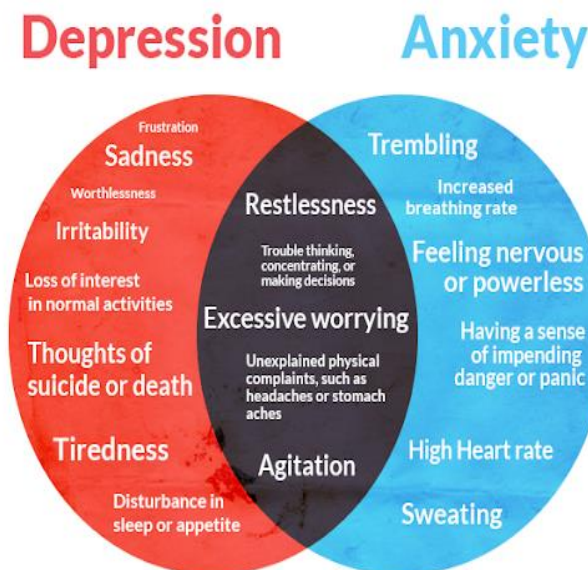 Depression
Anxiety
Frustration
Sadness
Worthlessness
Irritability
Loss of interest
in normal activities
Thoughts of
suicide or death
Tiredness
Disturbance in
sleep or appetite
Restlessness
Trouble thinking,
concentrating, or
making decisions
Excessive worrying
Unexplained physical
complaints, such as
headaches or stomach
aches
Agitation
Trembling
Increased
breathing rate
Feeling nervous
or powerless
Having a sense
of impending
danger or panic
High Heart rate
Sweating